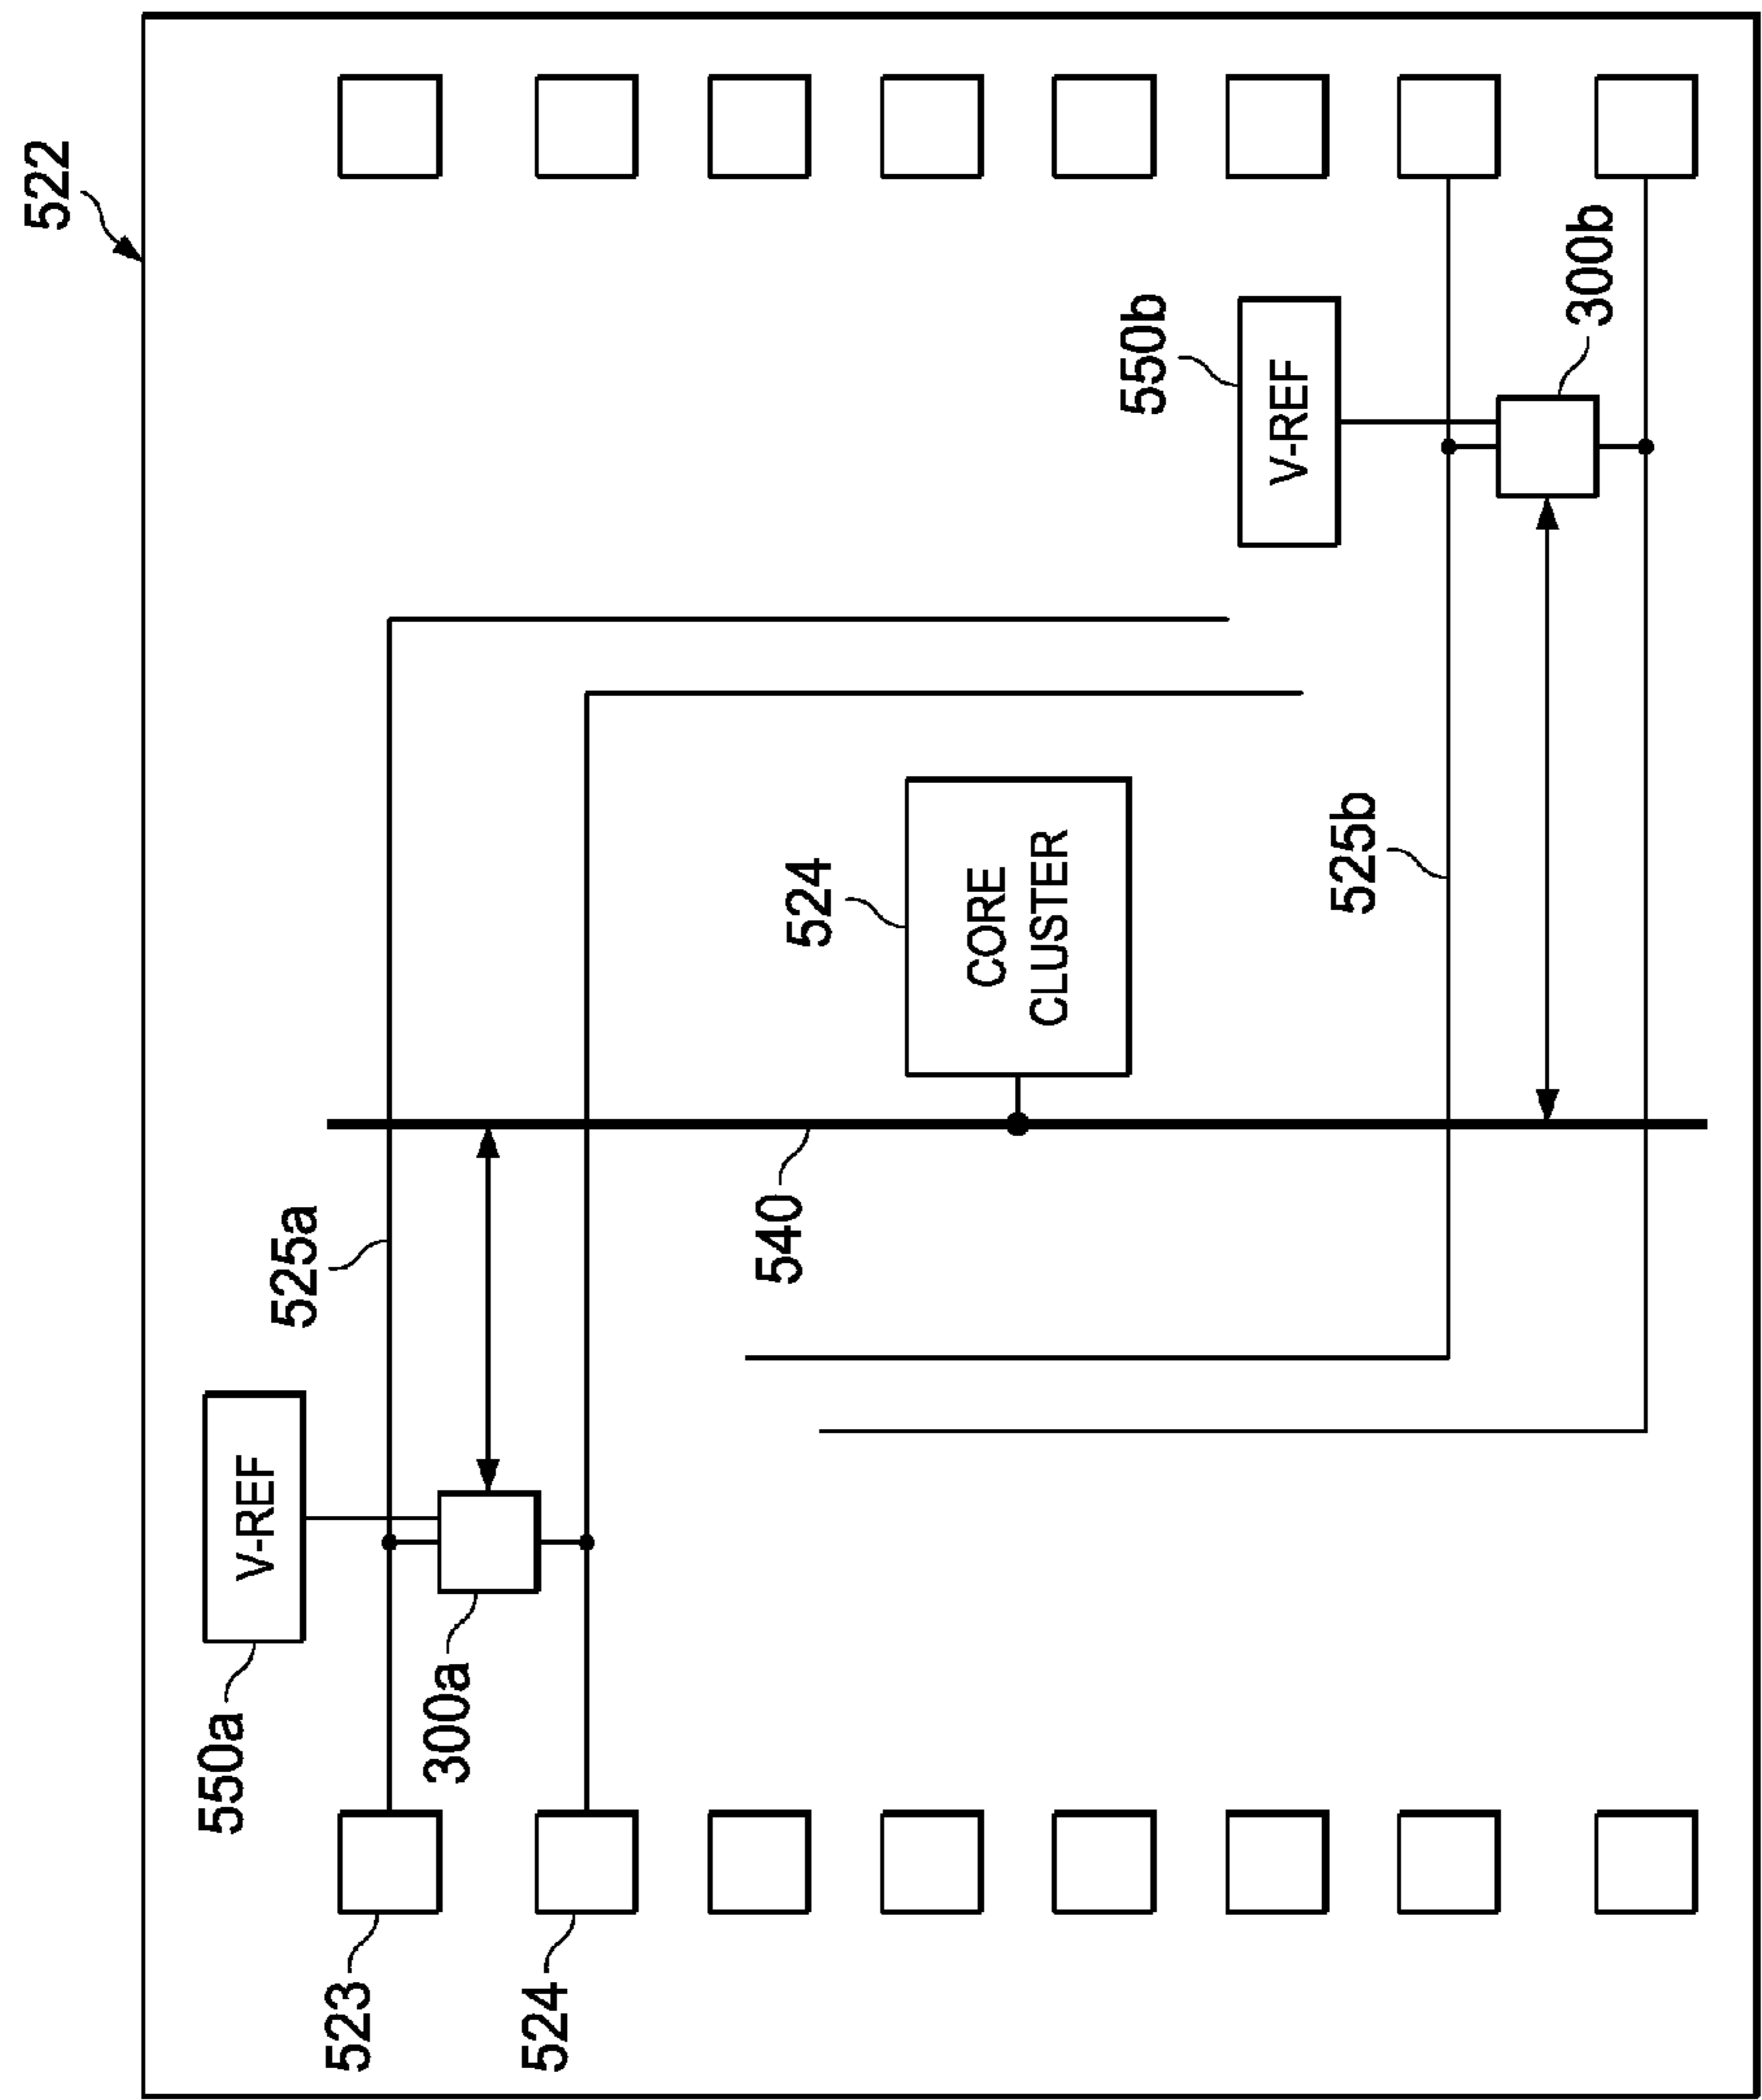 522
550a
V-REF
525a
523
300a
524
540
524
CORE
CLUSTER
550b
V-REF
525b
300b